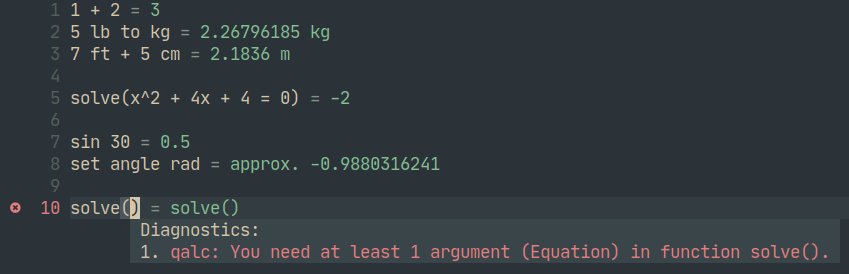 1 1 + 2 = 3
2 5 lb to kg = 2.26796185 kg
3 7 ft + 5 cm = 2.1836 m
4
5 solve(x^2 + 4x + 4 = 0) = -2
6
7 sin 30 = 0.5
8 set angle rad = approx. -0.9880316241
9
10 solve() = solve()
Diagnostics:
1. qalc: You need at least 1 argument (Equation) in function solve().